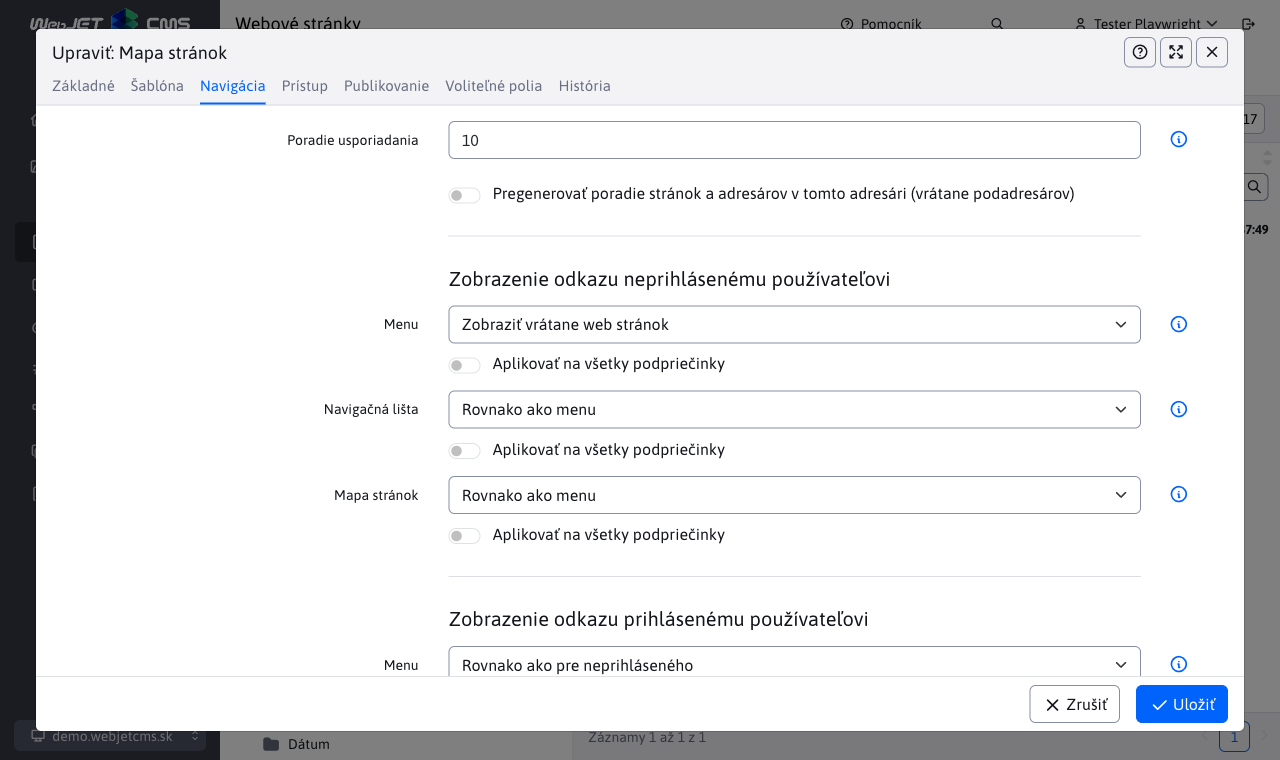 WebJET CMS
Webové stránky
Pomocník
Tester Playwright
Upraviť: Mapa stránok
Základné
Šablóna
Navigácia
Prístup
Publikovanie
Voliteľné polia
História
Poradie usporiadania
10
17
Pregenerovať poradie stránok a adresárov v tomto adresári (vrátane podadresárov)
7:49
Zobrazenie odkazu neprihlásenému používateľovi
Menu
Zobraziť vrátane web stránok
Aplikovať na všetky podpriečinky
Navigačná lišta
Rovnako ako menu
Aplikovať na všetky podpriečinky
Mapa stránok
Rovnako ako menu
Aplikovať na všetky podpriečinky
Zobrazenie odkazu prihlásenému používateľovi
Menu
Rovnako ako pre neprihláseného
Zrušiť
Uložiť
demo.webjetcms.sk
Dátum
Záznamy 1 až 1 z 1
1